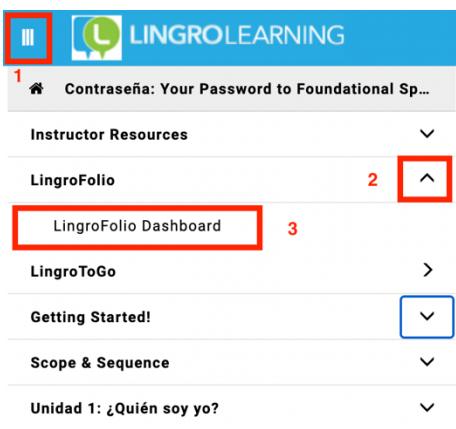 LINGROLEARNING
1
Contraseña: Your Password to Foundational Sp...
Instructor Resources
LingroFolio 2
LingroFolio Dashboard 3
LingroToGo
Getting Started!
Scope & Sequence
Unidad 1: ¿Quién soy yo?